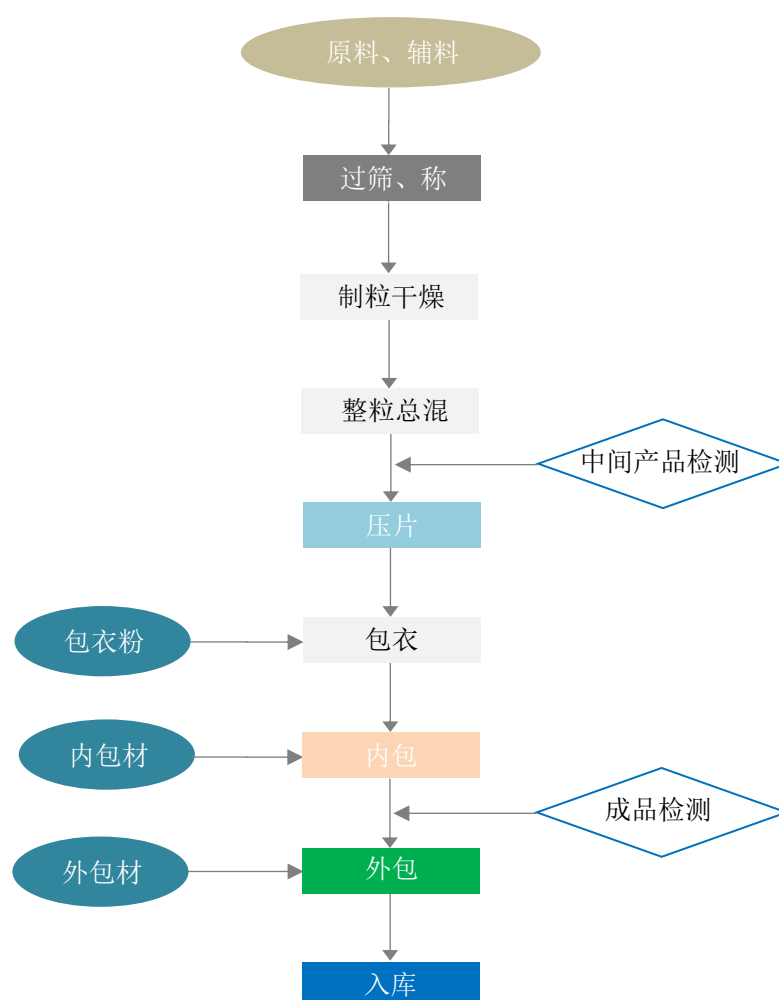 原料、辅料
过筛、称
制粒干燥
整粒总混
中间产品检测
压片
包衣粉
包衣
内包材
内包
成品检测
外包材
外包
入库